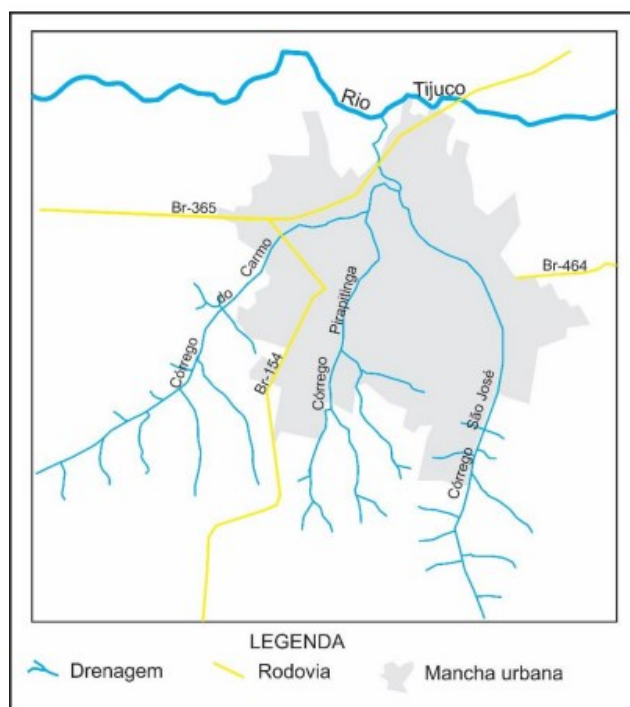 Rio Tijuco
Br-365
Br-464
Córrego do Carmo
Br-154
Córrego Pirapitinga
Córrego São José
LEGENDA
Drenagem
Rodovia
Mancha urbana